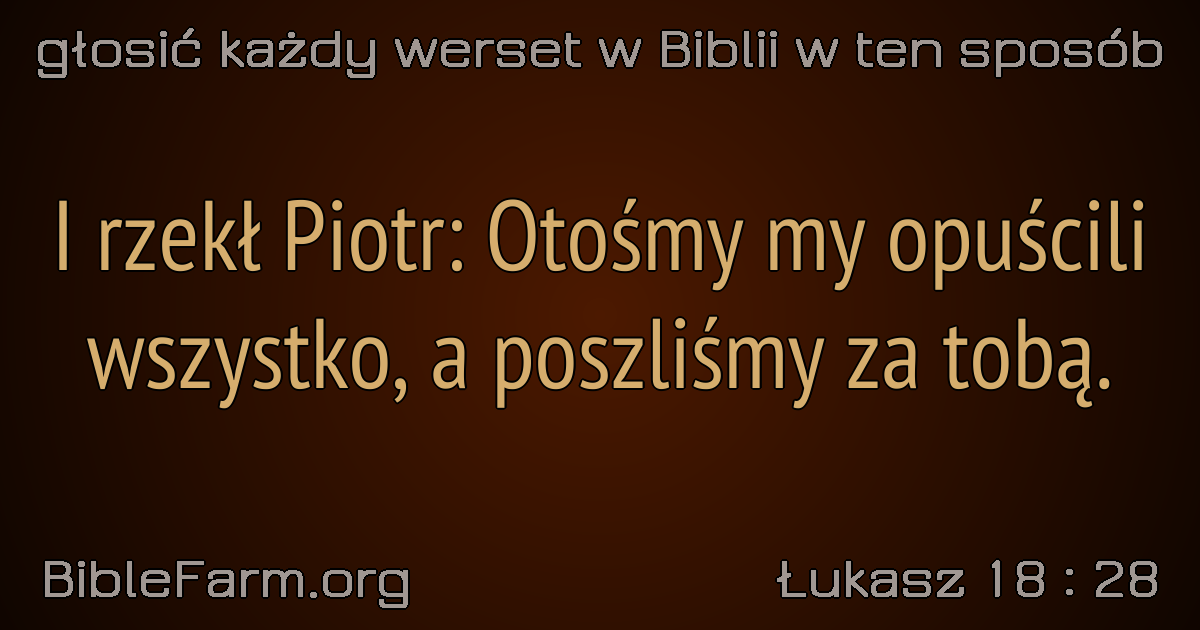 głosić każdy werset w Biblii w ten sposób
I rzekł Piotr: Otośmy my opuścili
wszystko, a poszliśmy za tobą.
BibleFarm.org
Łukasz 18 : 28